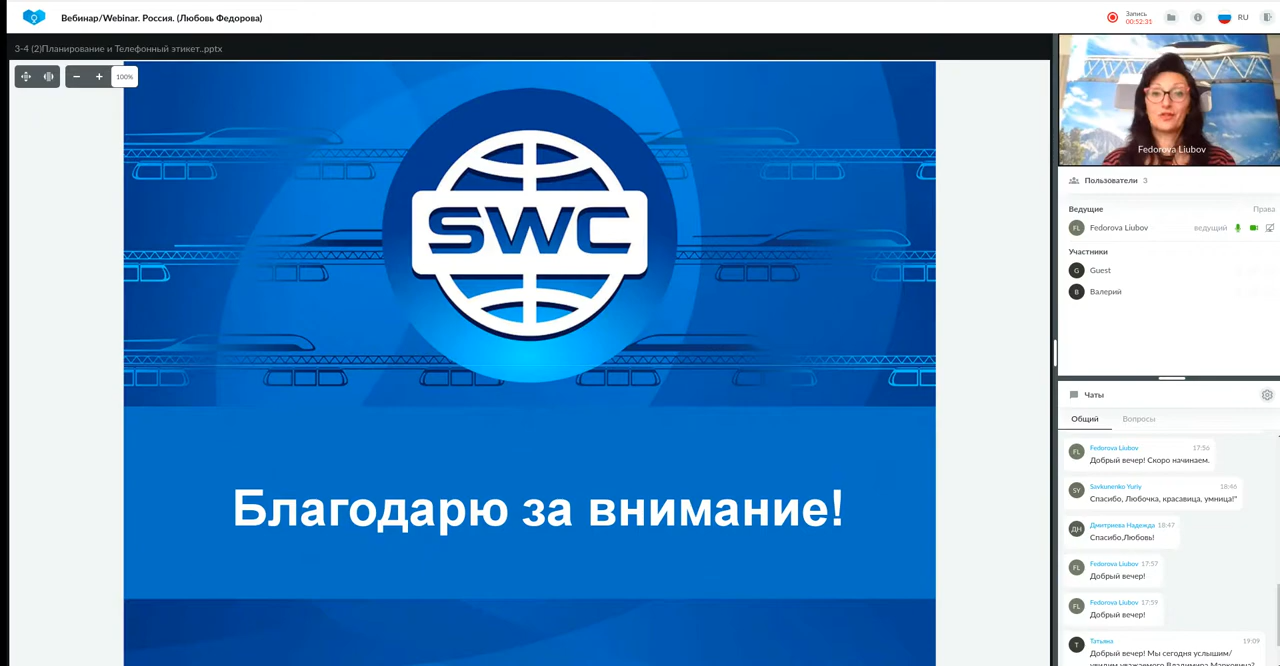 Вебинар/Webinar. Россия. (Любовь Федорова)
Запись
00:52:31
RU
3-4 (2)Планирование и Телефонный этикет..pptx
100%
SWC
Благодарю за внимание!
Fedorova Liubov
Пользователи 3
Ведущие Права
FL Fedorova Liubov ведущий
Участники
G Guest
В Валерий
Чаты
Общий Вопросы
FL Fedorova Liubov 17:56
Добрый вечер! Скоро начинаем.
SY Savkunenko Yuriy 18:46
Спасибо, Любочка, красавица, умница!"
ДН Дмитриева Надежда 18:47
Спасибо,Любовь!
FL Fedorova Liubov 17:57
Добрый вечер!
FL Fedorova Liubov 17:59
Добрый вечер!
Т Татьяна 19:09
Добрый вечер! Мы сегодня услышим/
увидим уважаемого Владимира Марковича?